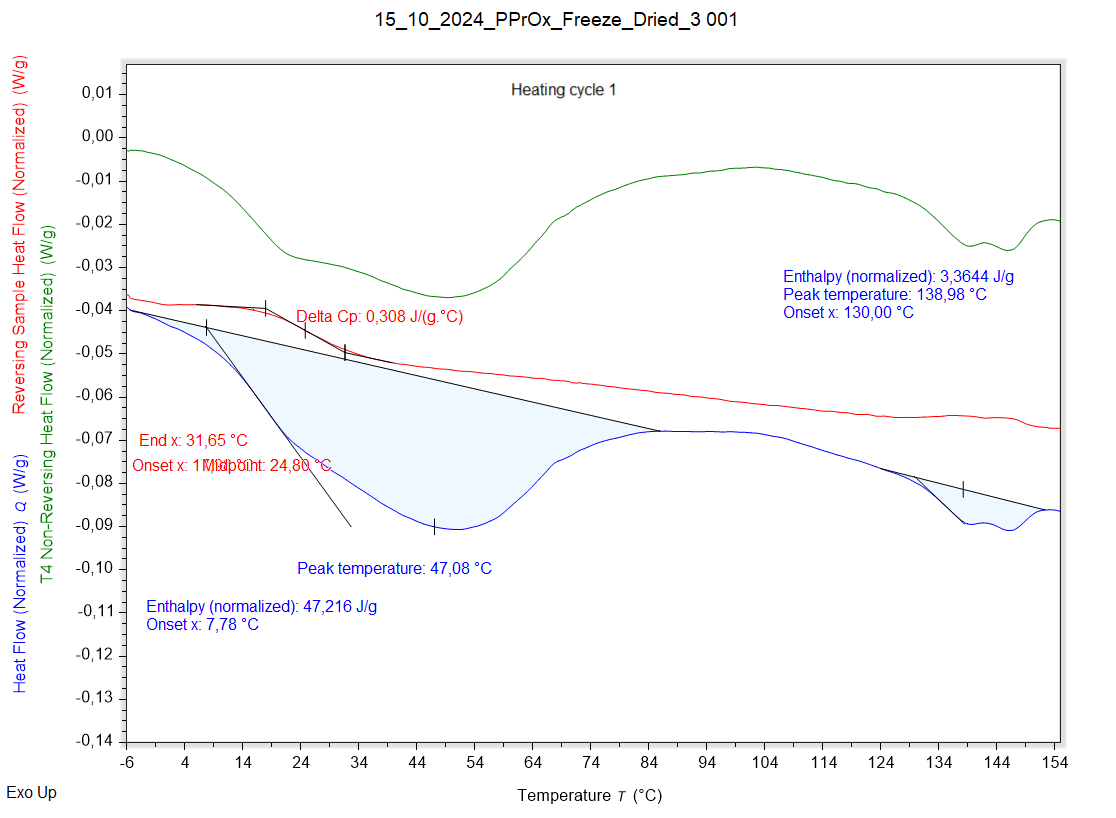 15_10_2024_PPrOx_Freeze_Dried_3 001
Heating cycle 1
Reversing Sample Heat Flow (Normalized) (W/g)
T4 Non-Reversing Heat Flow (Normalized) (W/g)
Heat Flow (Normalized) Q (W/g)
0,01
0,00
-0,01
-0,02
-0,03
-0,04
-0,05
-0,06
-0,07
-0,08
-0,09
-0,10
-0,11
-0,12
-0,13
-0,14
Enthalpy (normalized): 3,3644 J/g
Peak temperature: 138,98 °C
Onset x: 130,00 °C
Delta Cp: 0,308 J/(g.°C)
End x: 31,65 °C
Onset x: Midpoint: 24,80 °C
Peak temperature: 47,08 °C
Enthalpy (normalized): 47,216 J/g
Onset x: 7,78 °C
-6 4 14 24 34 44 54 64 74 84 94 104 114 124 134 144 154
Exo Up
Temperature T (°C)